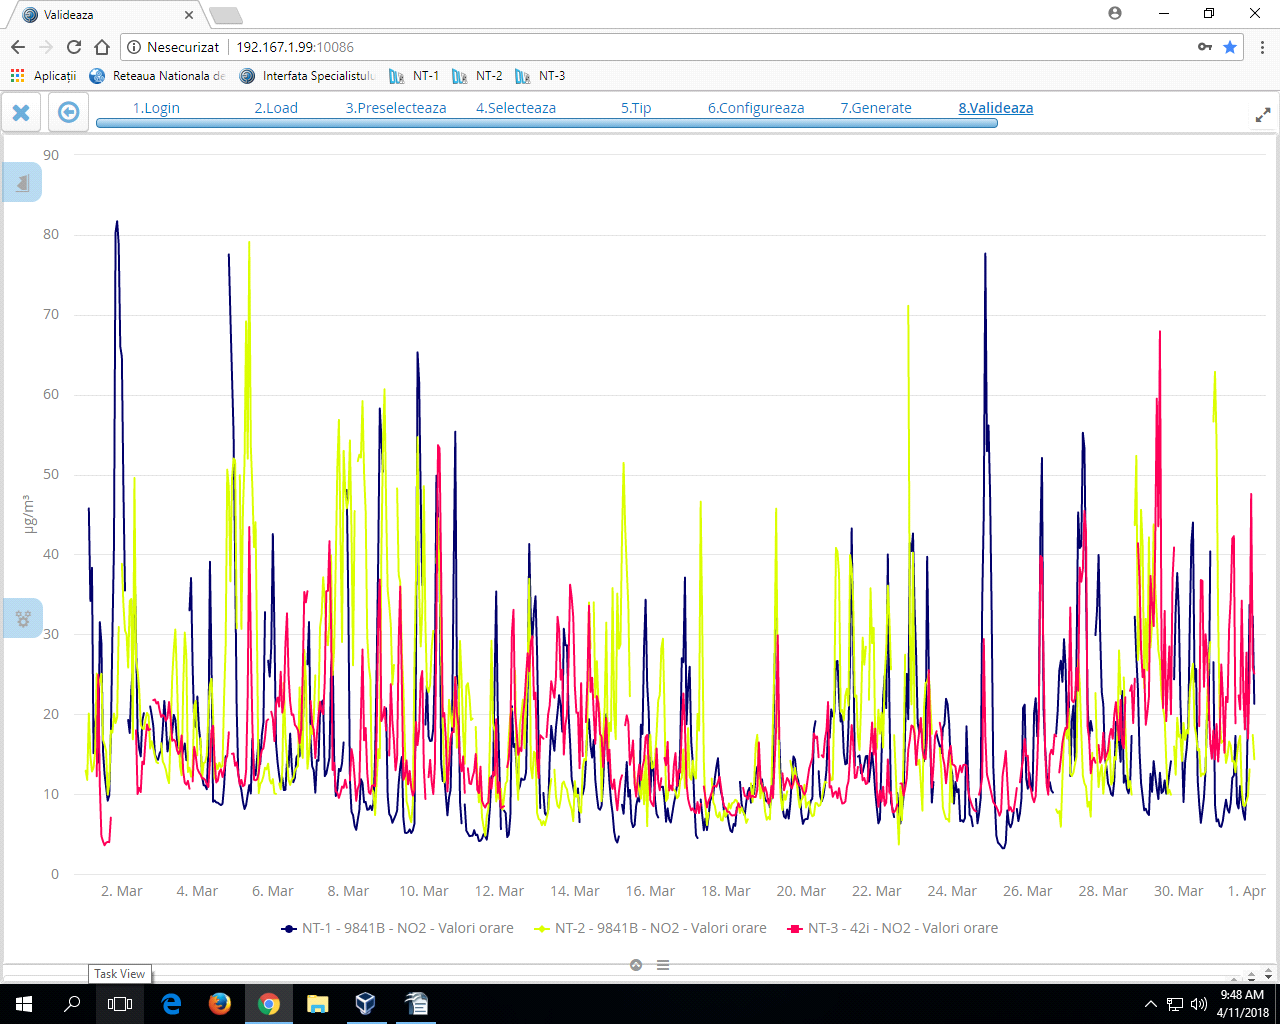 Valideaza
Nesecurizat
192.167.1.99:10086
Aplicații
Reteaua Nationala de
Interfata Specialistulu
NT-1
NT-2
NT-3
1.Login
2.Load
3.Preselecteaza
4.Selecteaza
5.Tip
6.Configureaza
7.Generate
8.Valideaza
90
80
70
60
50
40
30
20
10
0
µg/m³
2. Mar
4. Mar
6. Mar
8. Mar
10. Mar
12. Mar
14. Mar
16. Mar
18. Mar
20. Mar
22. Mar
24. Mar
26. Mar
28. Mar
30. Mar
1. Apr
NT-1 - 9841B - NO2 - Valori orare
NT-2 - 9841B - NO2 - Valori orare
NT-3 - 42i - NO2 - Valori orare
Task View
9:48 AM
4/11/2018